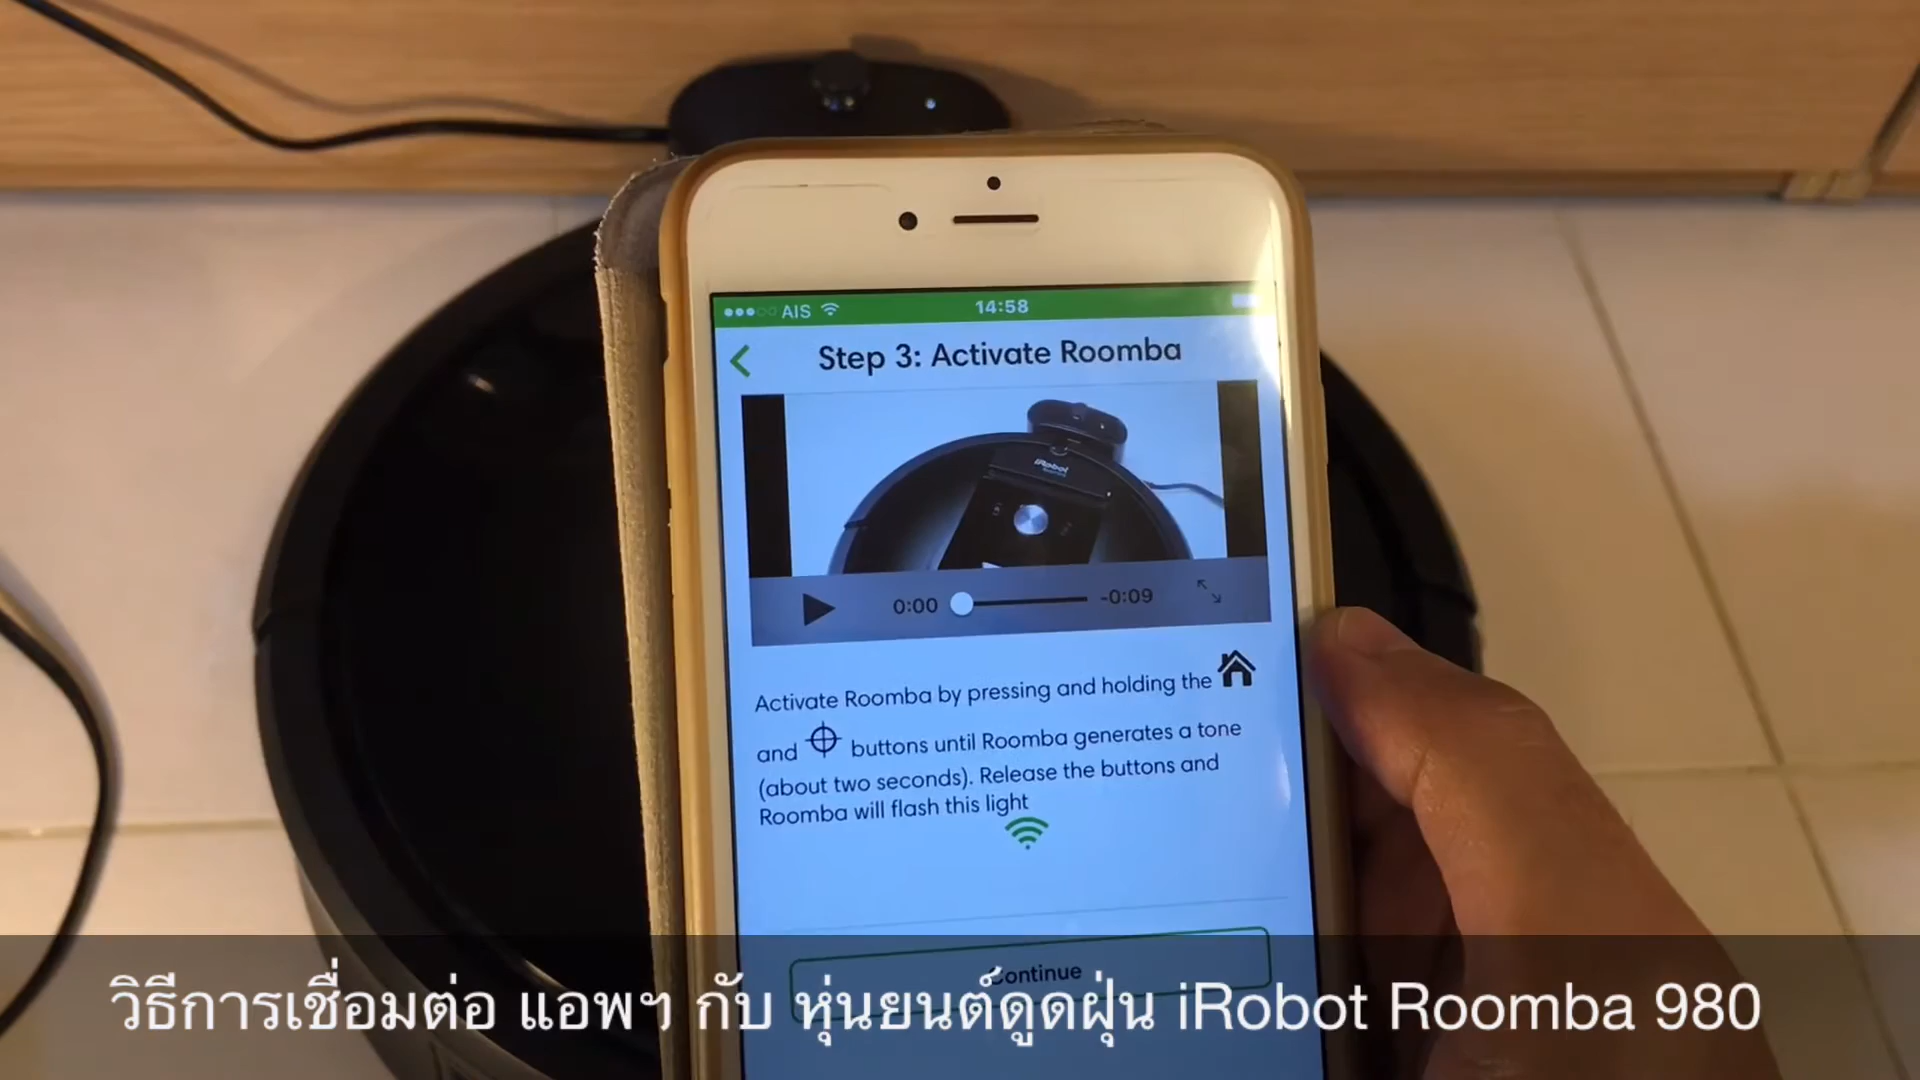 AIS 14:58
Step 3: Activate Roomba
iRobot
0:00 -0:09
Activate Roomba by pressing and holding the
and buttons until Roomba generates a tone
(about two seconds). Release the buttons and
Roomba will flash this light
Continue
วิธีการเชื่อมต่อ แอพฯ กับ หุ่นยนต์ดูดฝุ่น iRobot Roomba 980